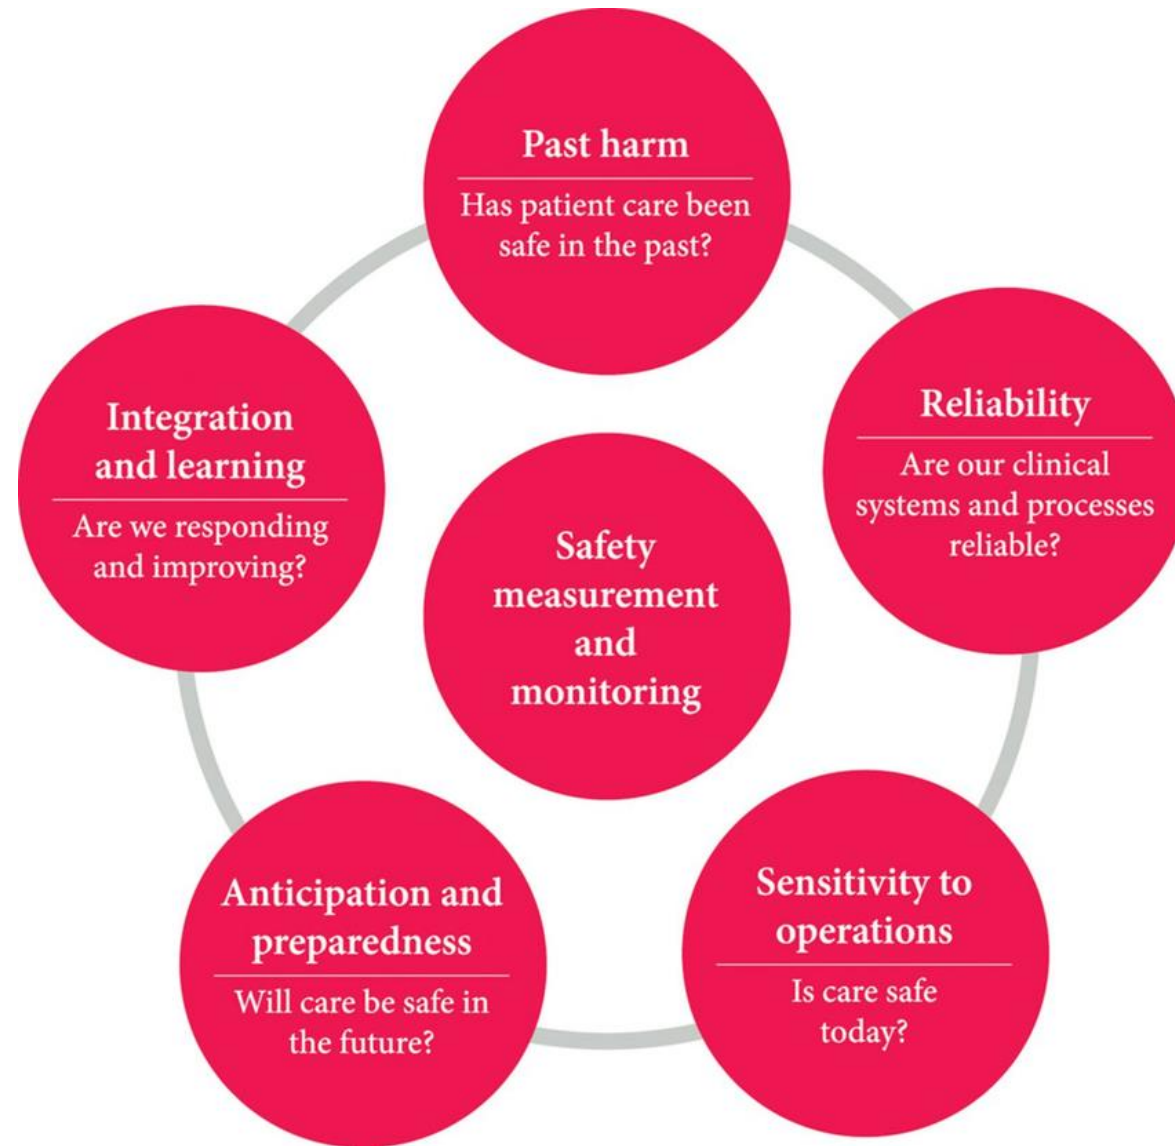 Past harm
Has patient care been
safe in the past?
Reliability
Are our clinical
systems and processes
reliable?
Sensitivity to
operations
Is care safe
today?
Anticipation and
preparedness
Will care be safe in
the future?
Integration
and learning
Are we responding
and improving?
Safety
measurement
and
monitoring